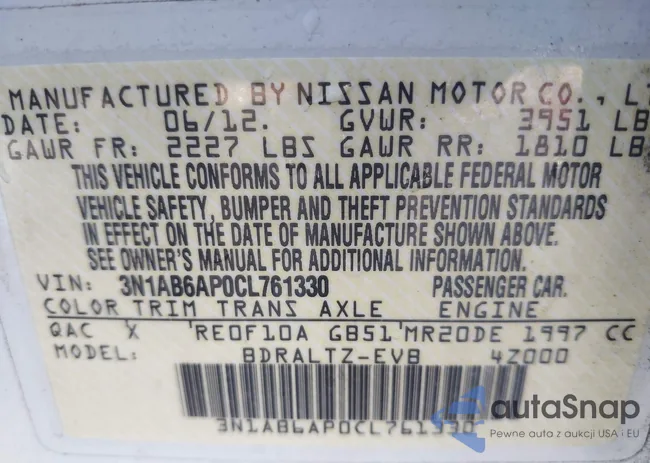 MANUFACTURED BY NISSAN MOTOR CO., LT
DATE: 06/12. GVWR: 3951 LB
GAWR FR: 2227 LBS GAWR RR: 1810 LB
THIS VEHICLE CONFORMS TO ALL APPLICABLE FEDERAL MOTOR
VEHICLE SAFETY, BUMPER AND THEFT PREVENTION STANDARDS
IN EFFECT ON THE DATE OF MANUFACTURE SHOWN ABOVE.
SEE OWNER'S MANUAL FOR ADDITIONAL INFORMATION.
VIN: 3N1AB6AP0CL761330 PASSENGER CAR.
COLOR TRIM TRANS AXLE ENGINE
QAC X RE0F10A GB51 MR20DE 1997 CC
MODEL: BDRALTZ-EVB 4Z000
3N1AB6AP0CL761330
autaSnap
Pewne auta z aukcji USA i EU